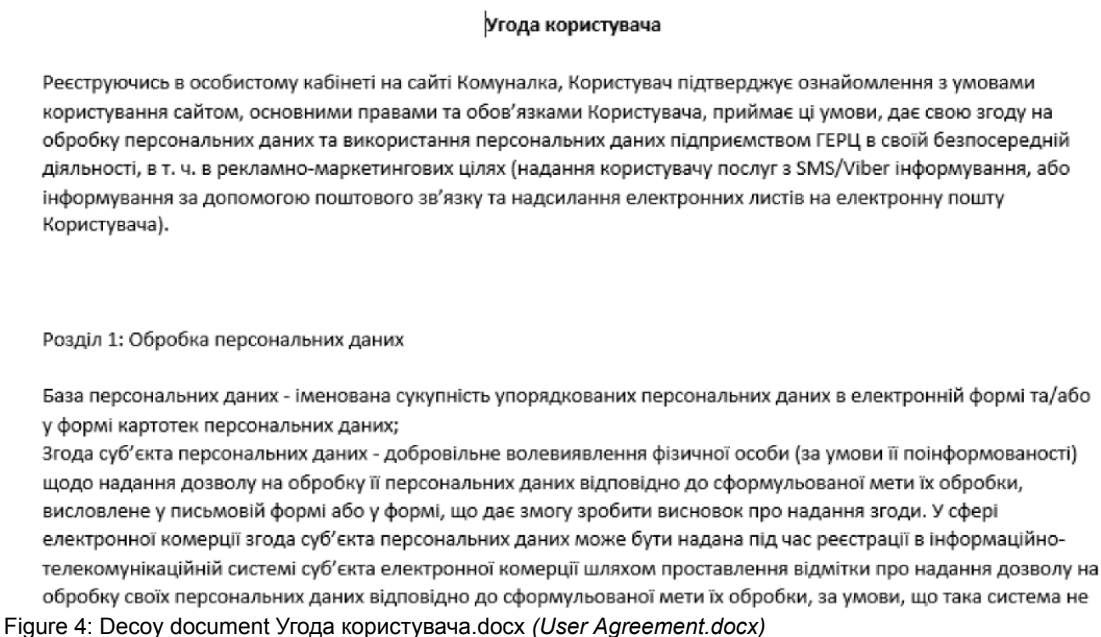 Угода користувача
Реєструючись в особистому кабінеті на сайті Комуналка, Користувач підтверджує ознайомлення з умовами
користування сайтом, основними правами та обов’язками Користувача, приймає ці умови, дає свою згоду на
обробку персональних даних та використання персональних даних підприємством ГЕРЦ в своїй безпосередній
діяльності, в т. ч. в рекламно-маркетингових цілях (надання користувачу послуг з SMS/Viber інформування, або
інформування за допомогою поштового зв’язку та надсилання електронних листів на електронну пошту
Користувача).
Розділ 1: Обробка персональних даних
База персональних даних - іменована сукупність упорядкованих персональних даних в електронній формі та/або
у формі картотек персональних даних;
Згода суб’єкта персональних даних - добровільне волевиявлення фізичної особи (за умови її поінформованості)
щодо надання дозволу на обробку її персональних даних відповідно до сформульованої мети їх обробки,
висловлене у письмовій формі або у формі, що дає змогу зробити висновок про надання згоди. У сфері
електронної комерції згода суб’єкта персональних даних може бути надана під час реєстрації в інформаційно-
телекомунікаційній системі суб’єкта електронної комерції шляхом проставлення відмітки про надання дозволу на
обробку своїх персональних даних відповідно до сформульованої мети їх обробки, за умови, що така система не
Figure 4: Decoy document Угода користувача.docx (User Agreement.docx)